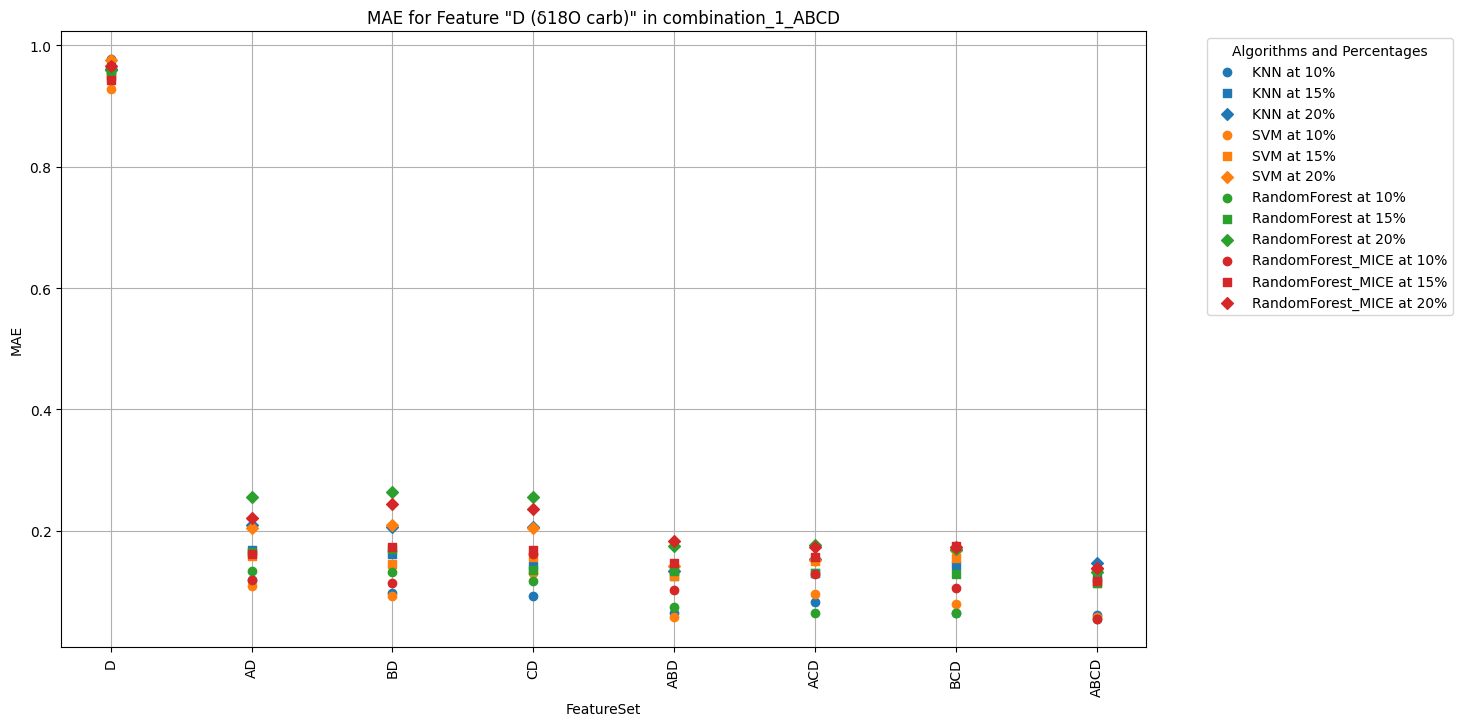 MAE for Feature "D (δ18O carb)" in combination_1_ABCD
MAE
1.0
0.8
0.6
0.4
0.2
D
AD
BD
CD
ABD
ACD
BCD
ABCD
FeatureSet
Algorithms and Percentages
KNN at 10%
KNN at 15%
KNN at 20%
SVM at 10%
SVM at 15%
SVM at 20%
RandomForest at 10%
RandomForest at 15%
RandomForest at 20%
RandomForest_MICE at 10%
RandomForest_MICE at 15%
RandomForest_MICE at 20%